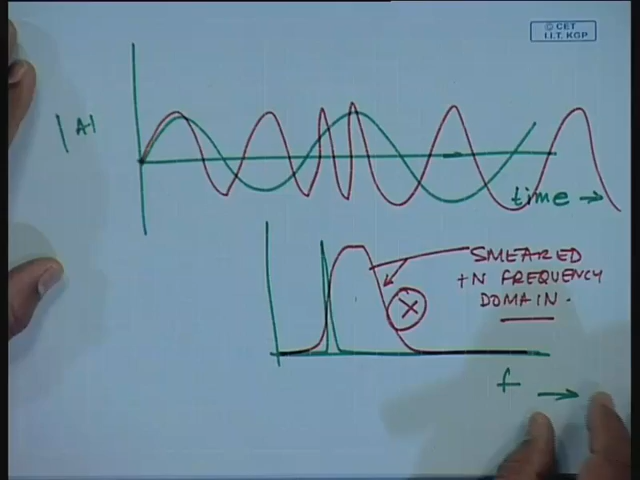 © CET
I.I.T. KGP
|A|
time →
SMEARED
IN FREQUENCY
DOMAIN.
f →